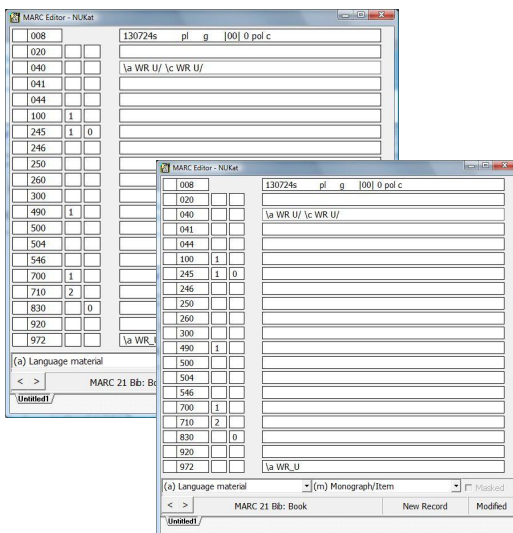 MARC Editor - NUKat
008 130724s pl g |00| 0 pol c
020
040 \a WR U/ \c WR U/
041
044
100 1
245 1 0
246
250
260
300
490 1
500
504
546
700 1
710 2
830 0
920
972 \a WR_U
(a) Language material
< > MARC 21 Bib: Bo
Untitled1
MARC Editor - NUKat
008 130724s pl g |00| 0 pol c
020
040 \a WR U/ \c WR U/
041
044
100 1
245 1 0
246
250
260
300
490 1
500
504
546
700 1
710 2
830 0
920
972 \a WR_U
(a) Language material (m) Monograph/Item Masked
< > MARC 21 Bib: Book New Record Modified
Untitled1